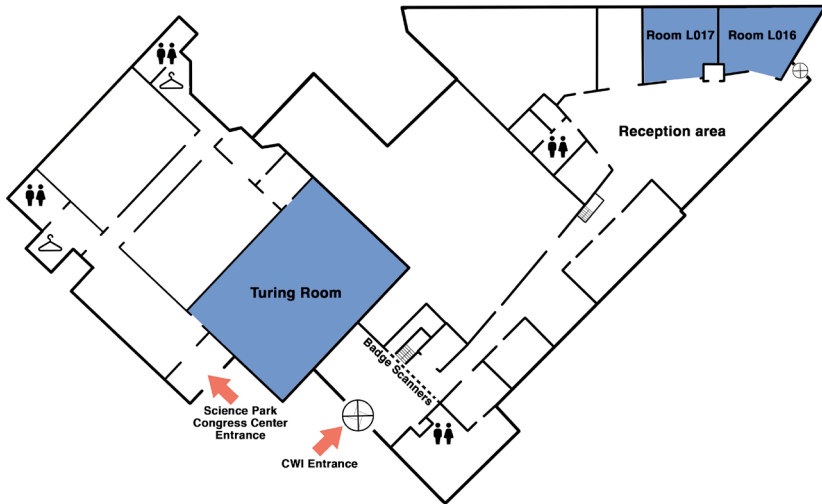 Room L017
Room L016
Reception area
Turing Room
Badge Scanners
Science Park
Congress Center
Entrance
CWI Entrance